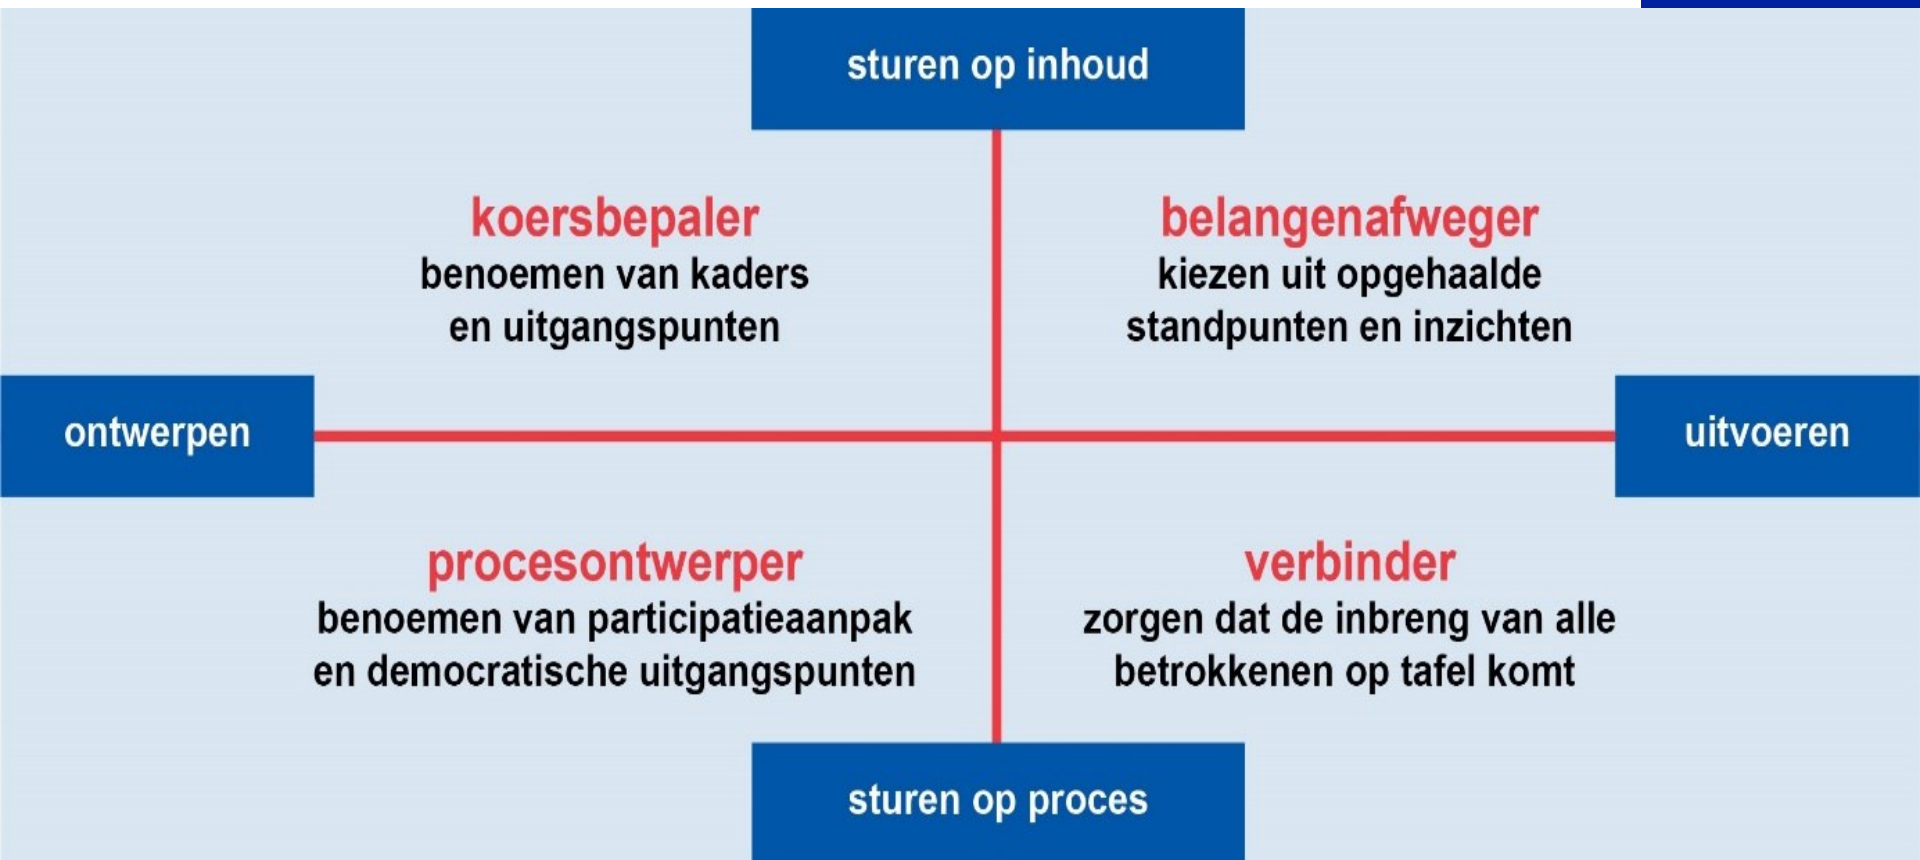 sturen op inhoud
koersbepaler
benoemen van kaders
en uitgangspunten
belangenafweger
kiezen uit opgehaalde
standpunten en inzichten
ontwerpen
uitvoeren
procesontwerper
benoemen van participatieaanpak
en democratische uitgangspunten
verbinder
zorgen dat de inbreng van alle
betrokkenen op tafel komt
sturen op proces